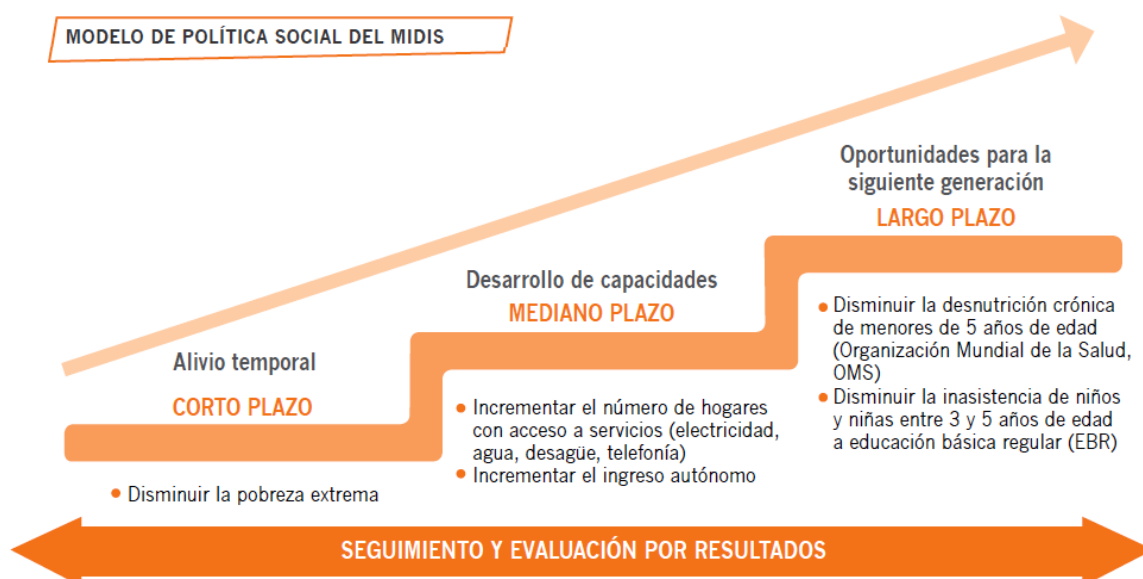 MODELO DE POLÍTICA SOCIAL DEL MIDIS
Alivio temporal
CORTO PLAZO
• Disminuir la pobreza extrema
Desarrollo de capacidades
MEDIANO PLAZO
• Incrementar el número de hogares
con acceso a servicios (electricidad,
agua, desagüe, telefonía)
• Incrementar el ingreso autónomo
Oportunidades para la
siguiente generación
LARGO PLAZO
• Disminuir la desnutrición crónica
de menores de 5 años de edad
(Organización Mundial de la Salud,
OMS)
• Disminuir la inasistencia de niños
y niñas entre 3 y 5 años de edad
a educación básica regular (EBR)
SEGUIMIENTO Y EVALUACIÓN POR RESULTADOS